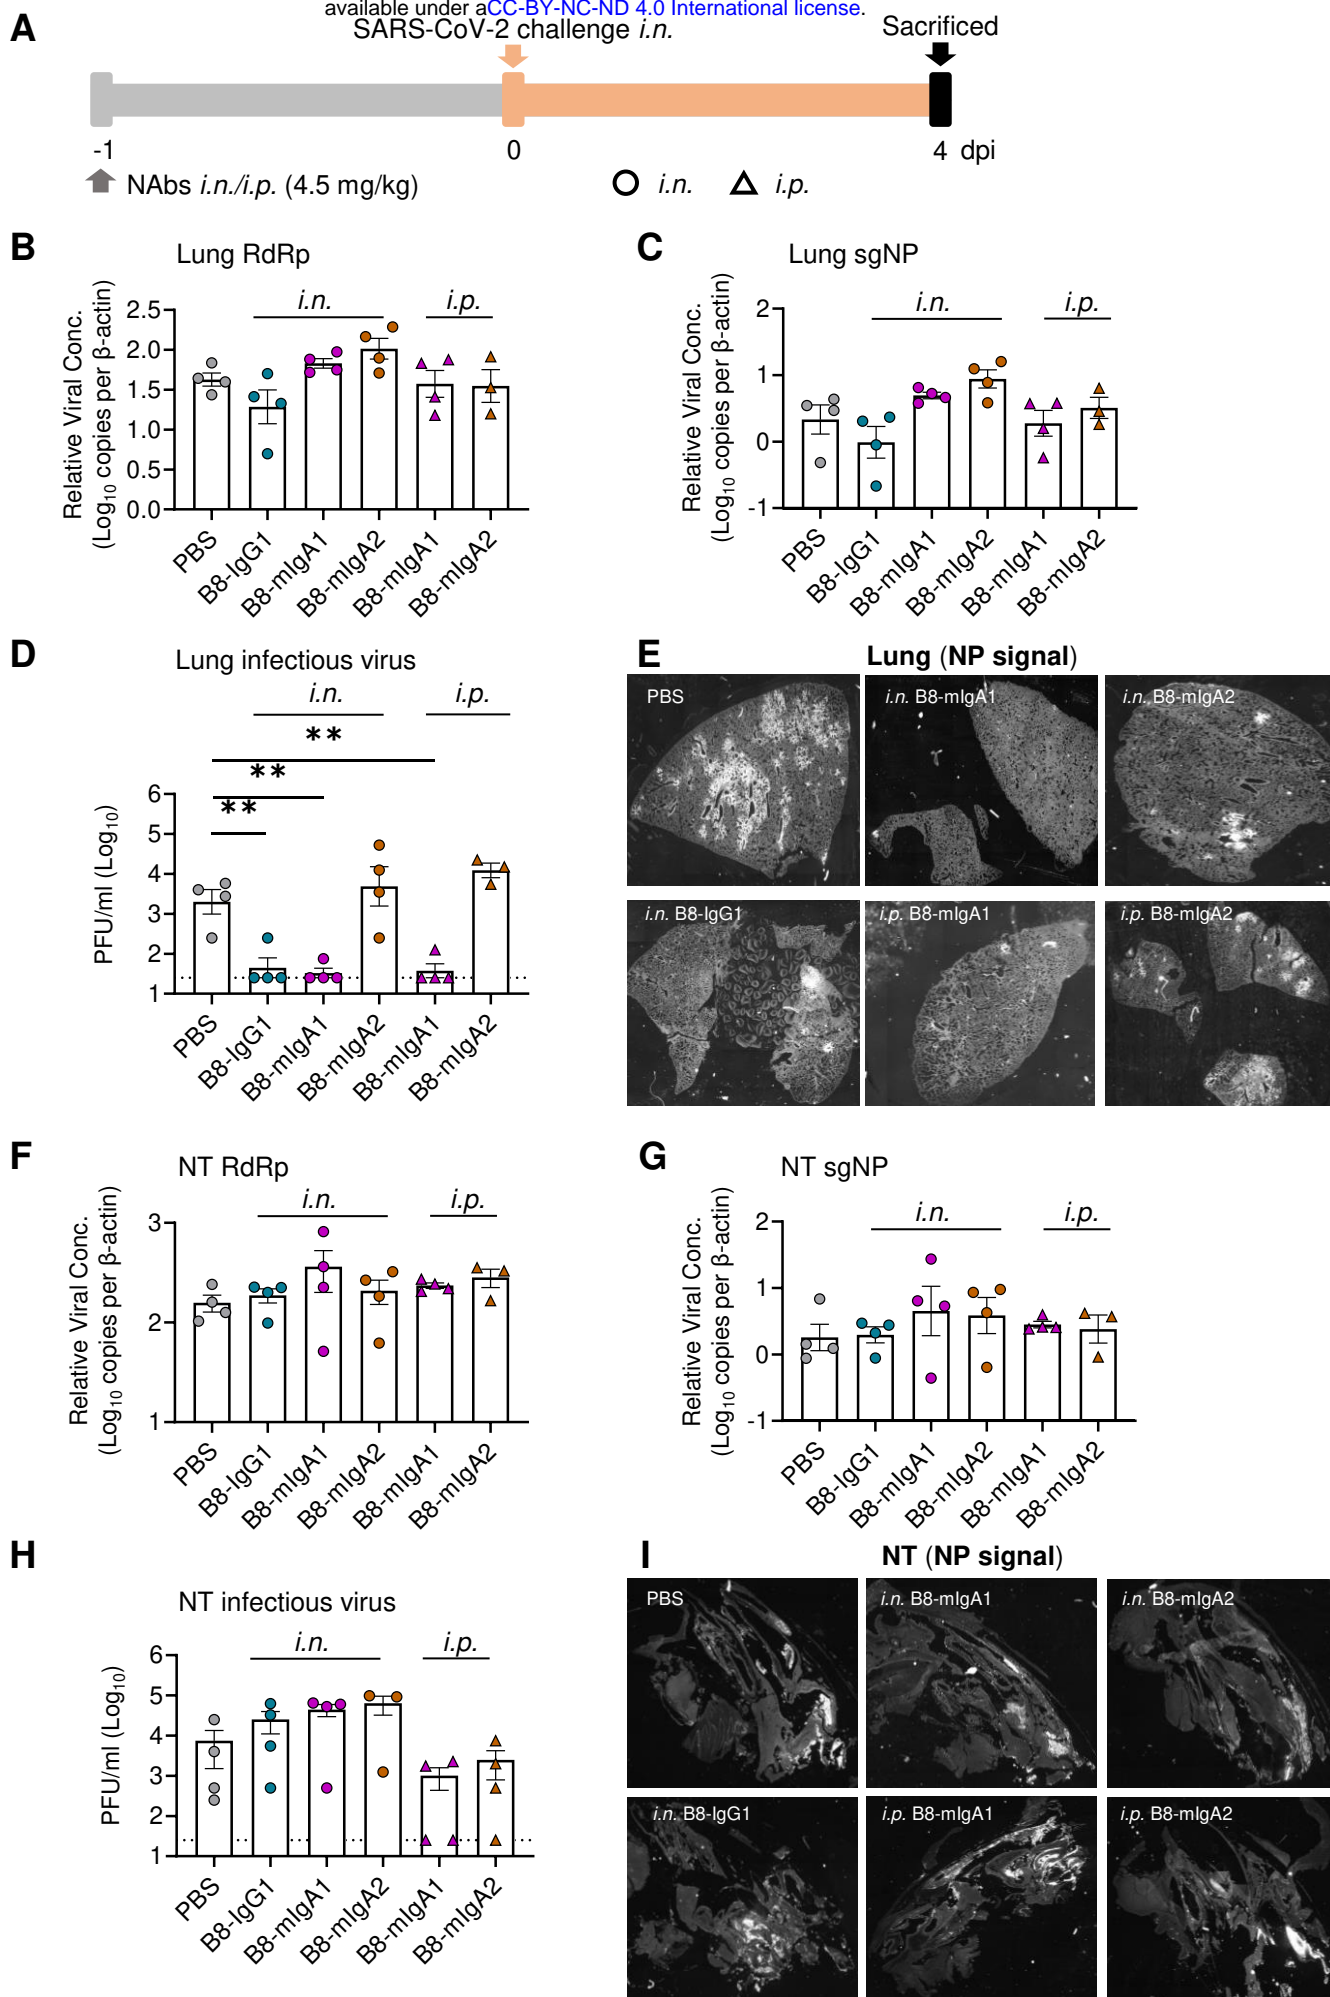 available under aCC-BY-NC-ND 4.0 International license.
A
SARS-CoV-2 challenge i.n.
Sacrificed
-1
0
4 dpi
NAbs i.n./i.p. (4.5 mg/kg)
i.n.
i.p.
B
Lung RdRp
Relative Viral Conc.
(Log10 copies per β-actin)
i.n.
i.p.
2.5
2.0
1.5
1.0
0.5
0.0
PBS
B8-IgG1
B8-mIgA1
B8-mIgA2
B8-mIgA1
B8-mIgA2
C
Lung sgNP
Relative Viral Conc.
(Log10 copies per β-actin)
i.n.
i.p.
2
1
0
-1
PBS
B8-IgG1
B8-mIgA1
B8-mIgA2
B8-mIgA1
B8-mIgA2
D
Lung infectious virus
i.n.
i.p.
**
**
**
PFU/ml (Log10)
6
5
4
3
2
1
PBS
B8-IgG1
B8-mIgA1
B8-mIgA2
B8-mIgA1
B8-mIgA2
E
Lung (NP signal)
PBS
i.n. B8-mIgA1
i.n. B8-mIgA2
i.n. B8-IgG1
i.p. B8-mIgA1
i.p. B8-mIgA2
F
NT RdRp
Relative Viral Conc.
(Log10 copies per β-actin)
i.n.
i.p.
3
2
1
PBS
B8-IgG1
B8-mIgA1
B8-mIgA2
B8-mIgA1
B8-mIgA2
G
NT sgNP
Relative Viral Conc.
(Log10 copies per β-actin)
i.n.
i.p.
2
1
0
-1
PBS
B8-IgG1
B8-mIgA1
B8-mIgA2
B8-mIgA1
B8-mIgA2
H
NT infectious virus
i.n.
i.p.
PFU/ml (Log10)
6
5
4
3
2
1
PBS
B8-IgG1
B8-mIgA1
B8-mIgA2
B8-mIgA1
B8-mIgA2
I
NT (NP signal)
PBS
i.n. B8-mIgA1
i.n. B8-mIgA2
i.n. B8-IgG1
i.p. B8-mIgA1
i.p. B8-mIgA2